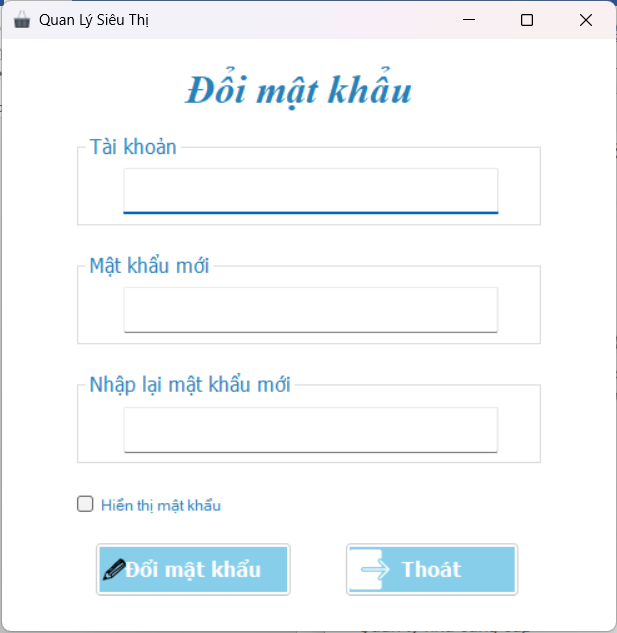 Quan Lý Siêu Thị
Đổi mật khẩu
Tài khoản
Mật khẩu mới
Nhập lại mật khẩu mới
Hiển thị mật khẩu
Đổi mật khẩu
Thoát